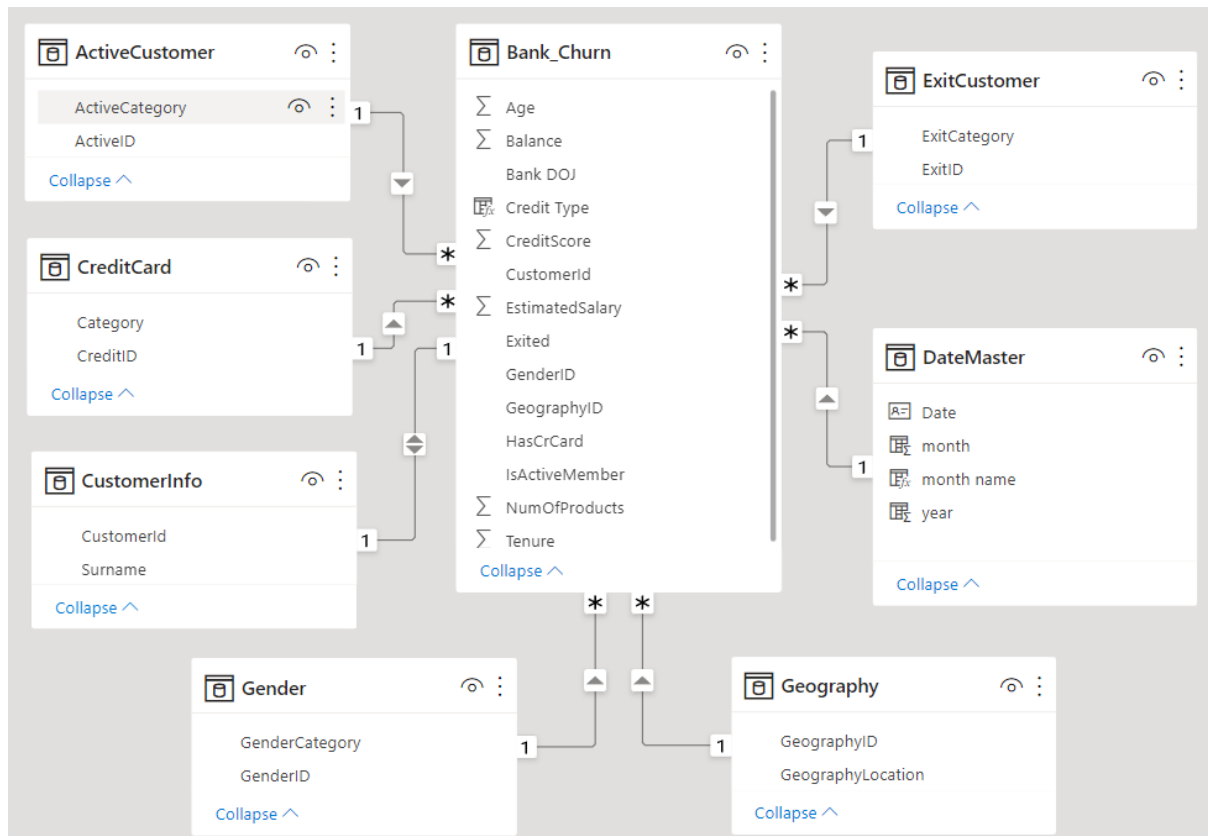 ActiveCustomer
ActiveCategory
ActiveID
Collapse
1
*
CreditCard
Category
CreditID
Collapse
1
*
CustomerInfo
CustomerId
Surname
Collapse
1
1
Bank_Churn
Age
Balance
Bank DOJ
Credit Type
CreditScore
CustomerId
EstimatedSalary
Exited
GenderID
GeographyID
HasCrCard
IsActiveMember
NumOfProducts
Tenure
Collapse
ExitCustomer
ExitCategory
ExitID
Collapse
1
*
DateMaster
Date
month
month name
year
Collapse
1
*
Gender
GenderCategory
GenderID
Collapse
1
*
Geography
GeographyID
GeographyLocation
Collapse
1
*